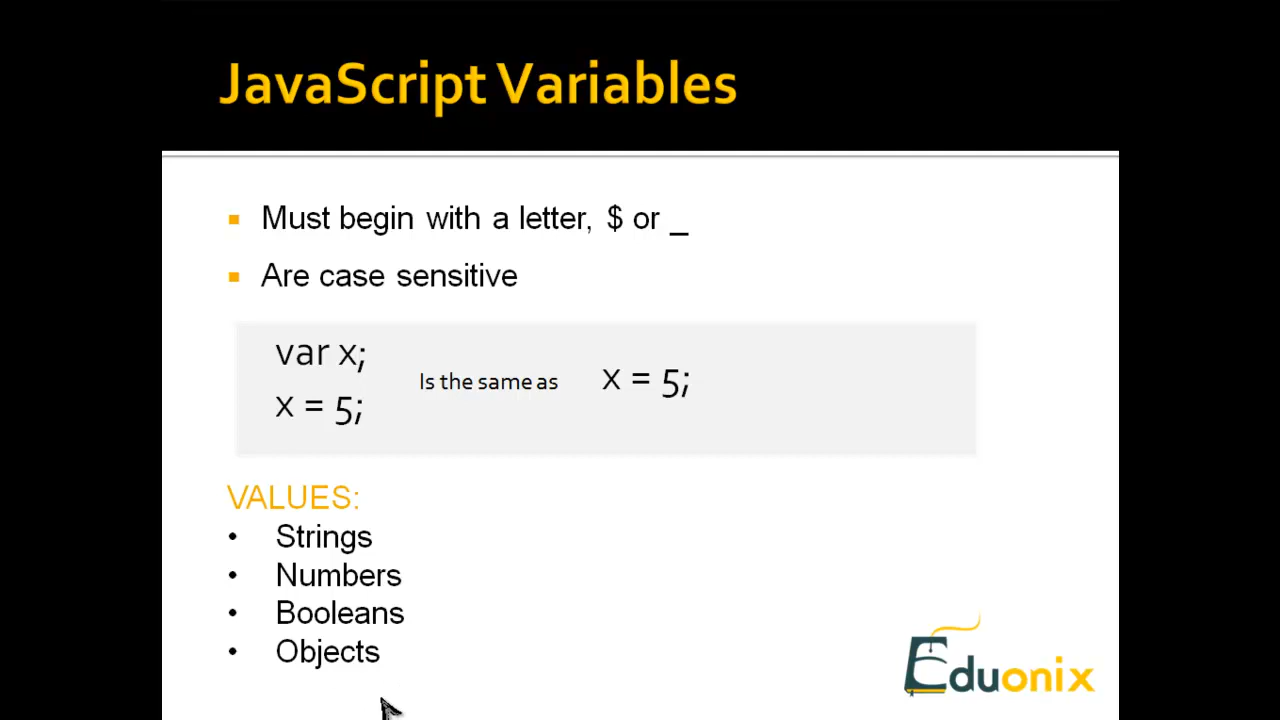 JavaScript Variables
Must begin with a letter, $ or _
Are case sensitive
var x;
x = 5;
Is the same as
x = 5;
VALUES:
• Strings
• Numbers
• Booleans
• Objects
Eduonix